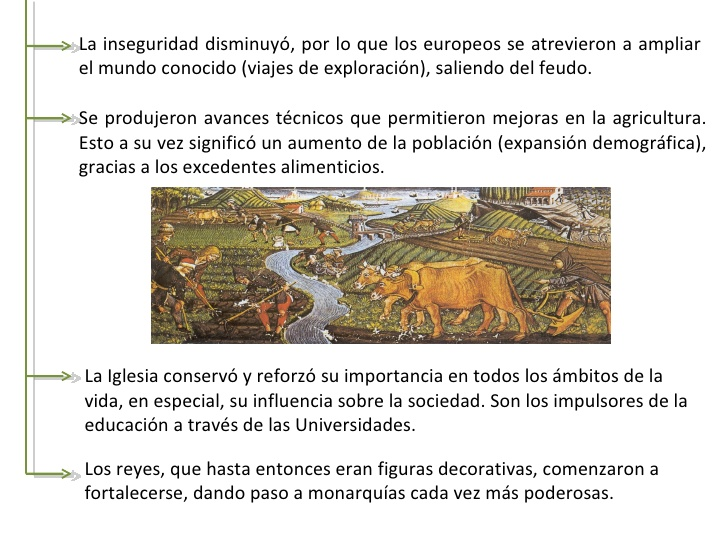 La inseguridad disminuyó, por lo que los europeos se atrevieron a ampliar
el mundo conocido (viajes de exploración), saliendo del feudo.
Se produjeron avances técnicos que permitieron mejoras en la agricultura.
Esto a su vez significó un aumento de la población (expansión demográfica),
gracias a los excedentes alimenticios.
La Iglesia conservó y reforzó su importancia en todos los ámbitos de la
vida, en especial, su influencia sobre la sociedad. Son los impulsores de la
educación a través de las Universidades.
Los reyes, que hasta entonces eran figuras decorativas, comenzaron a
fortalecerse, dando paso a monarquías cada vez más poderosas.